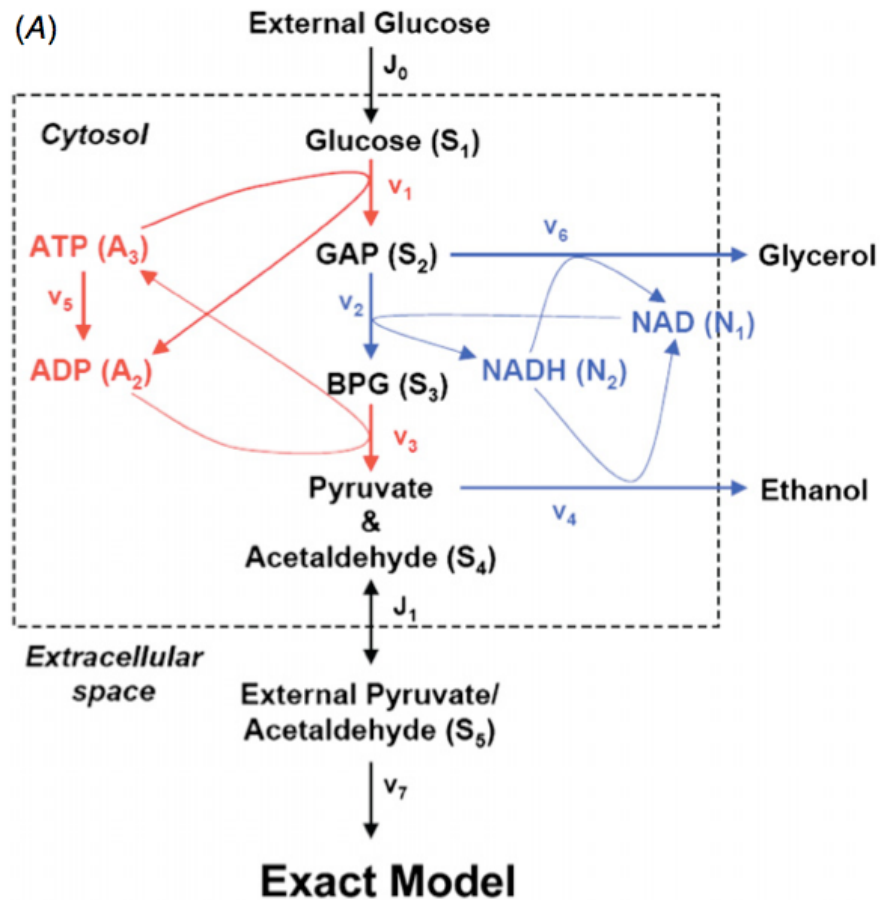 (A)
External Glucose
J₀
Cytosol
Glucose (S₁)
v₁
ATP (A₃)
GAP (S₂)
v₆
Glycerol
v₅
v₂
NAD (N₁)
ADP (A₂)
BPG (S₃)
NADH (N₂)
v₃
Pyruvate
&
Acetaldehyde (S₄)
v₄
Ethanol
J₁
Extracellular
space
External Pyruvate/
Acetaldehyde (S₅)
v₇
Exact Model